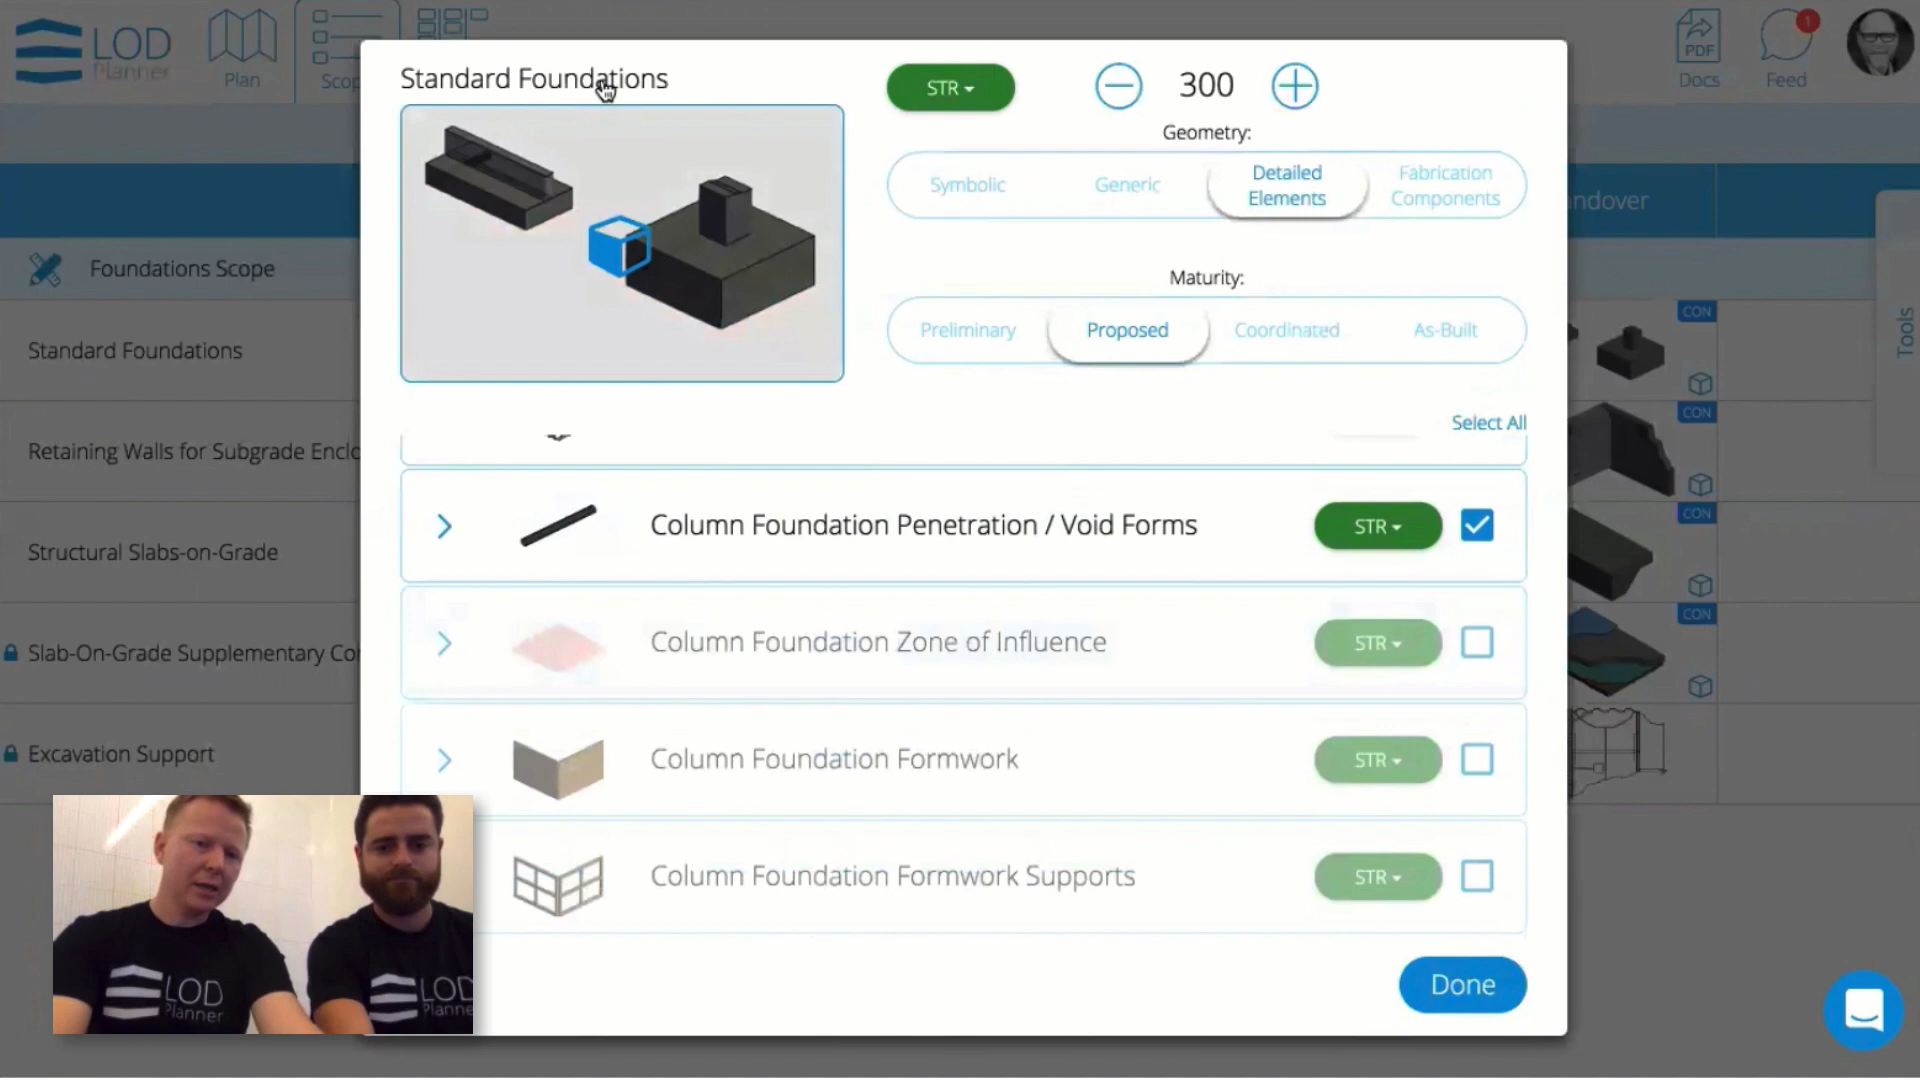 LOD
Planner
Plan
Scop
PDF
Docs
1
Feed
Standard Foundations
STR
300
Geometry:
Symbolic
Generic
Detailed
Elements
Fabrication
Components
Maturity:
Preliminary
Proposed
Coordinated
As-Built
Select All
Column Foundation Penetration / Void Forms
STR
Column Foundation Zone of Influence
STR
Column Foundation Formwork
STR
Column Foundation Formwork Supports
STR
Done
Foundations Scope
Standard Foundations
Retaining Walls for Subgrade Enclo
Structural Slabs-on-Grade
Slab-On-Grade Supplementary Co
Excavation Support
andover
Tools
CON
CON
CON
CON
LOD
Planner
LOD
Planne